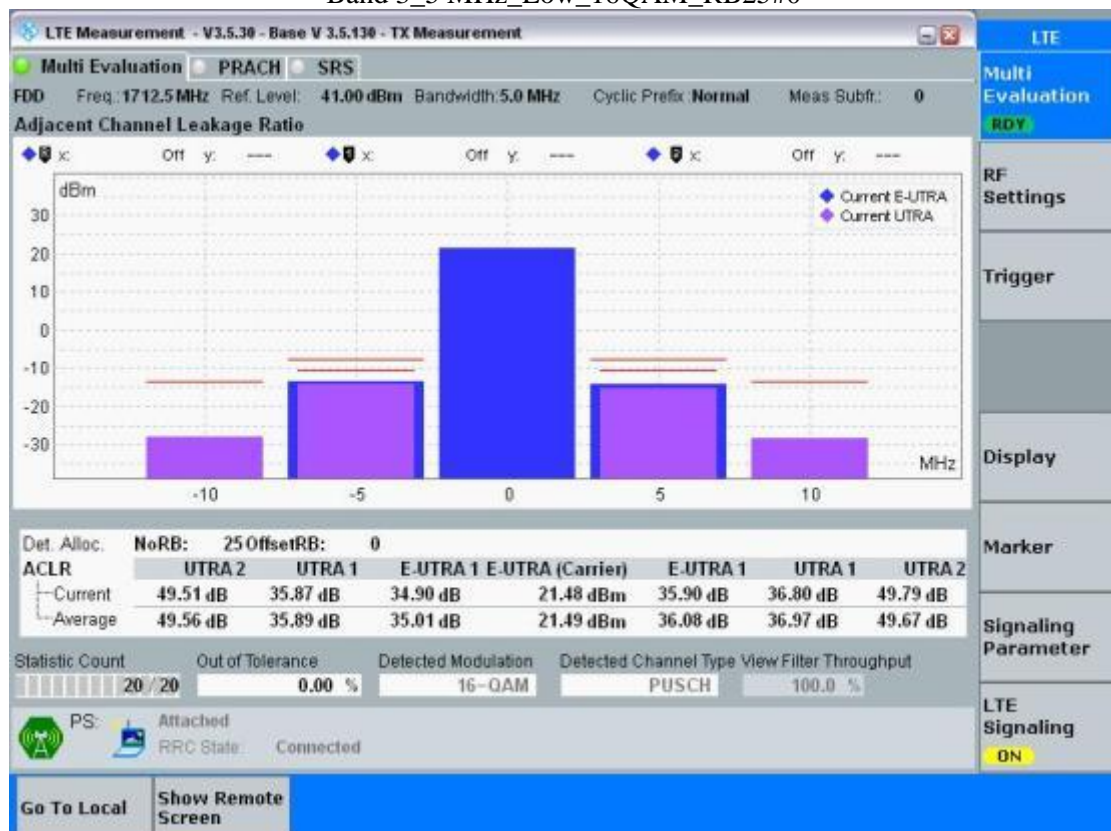 LTE Measurement - V3.5.30 - Base V 3.5.130 - TX Measurement
LTE
Multi Evaluation PRACH SRS
Multi Evaluation
RDY
FDD Freq.: 1712.5 MHz Ref. Level: 41.00 dBm Bandwidth: 5.0 MHz Cyclic Prefix: Normal Meas Subfr.: 0
Adjacent Channel Leakage Ratio
x: Off y: --- x: Off y: --- x: Off y: ---
RF Settings
dBm
Current E-UTRA
Current UTRA
30
20
10
0
-10
-20
-30
MHz
-10 -5 0 5 10
Trigger
Display
Det. Alloc. NoRB: 25 OffsetRB: 0
ACLR UTRA 2 UTRA 1 E-UTRA 1 E-UTRA (Carrier) E-UTRA 1 UTRA 1 UTRA 2
Current 49.51 dB 35.87 dB 34.90 dB 21.48 dBm 35.90 dB 36.80 dB 49.79 dB
Average 49.56 dB 35.89 dB 35.01 dB 21.49 dBm 36.08 dB 36.97 dB 49.67 dB
Marker
Statistic Count Out of Tolerance Detected Modulation Detected Channel Type View Filter Throughput
20 / 20 0.00 % 16-QAM PUSCH 100.0 %
Signaling Parameter
PS: Attached
RRC State: Connected
LTE Signaling
ON
Go To Local
Show Remote Screen